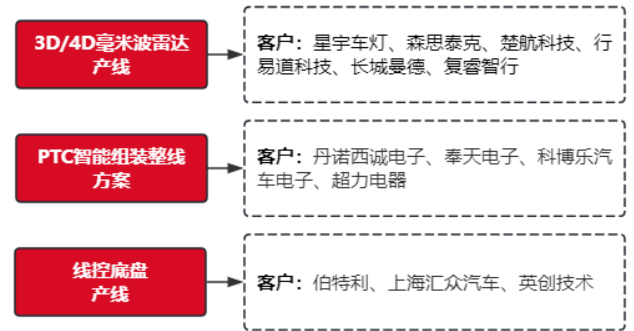 3D/4D毫米波雷达
产线
客户：星宇车灯、森思泰克、楚航科技、行
易道科技、长城曼德、复睿智行
PTC智能组装整线
方案
客户：丹诺西诚电子、奉天电子、科博乐汽
车电子、超力电器
线控底盘
产线
客户：伯特利、上海汇众汽车、英创技术